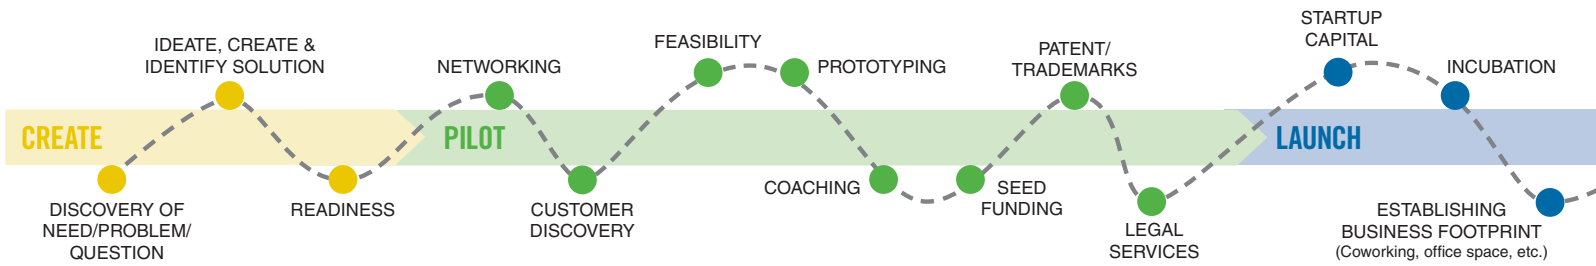 CREATE
DISCOVERY OF
NEED/PROBLEM/
QUESTION
IDEATE, CREATE &
IDENTIFY SOLUTION
READINESS
PILOT
NETWORKING
CUSTOMER
DISCOVERY
FEASIBILITY
PROTOTYPING
COACHING
SEED
FUNDING
PATENT/
TRADEMARKS
LEGAL
SERVICES
LAUNCH
STARTUP
CAPITAL
INCUBATION
ESTABLISHING
BUSINESS FOOTPRINT
(Coworking, office space, etc.)